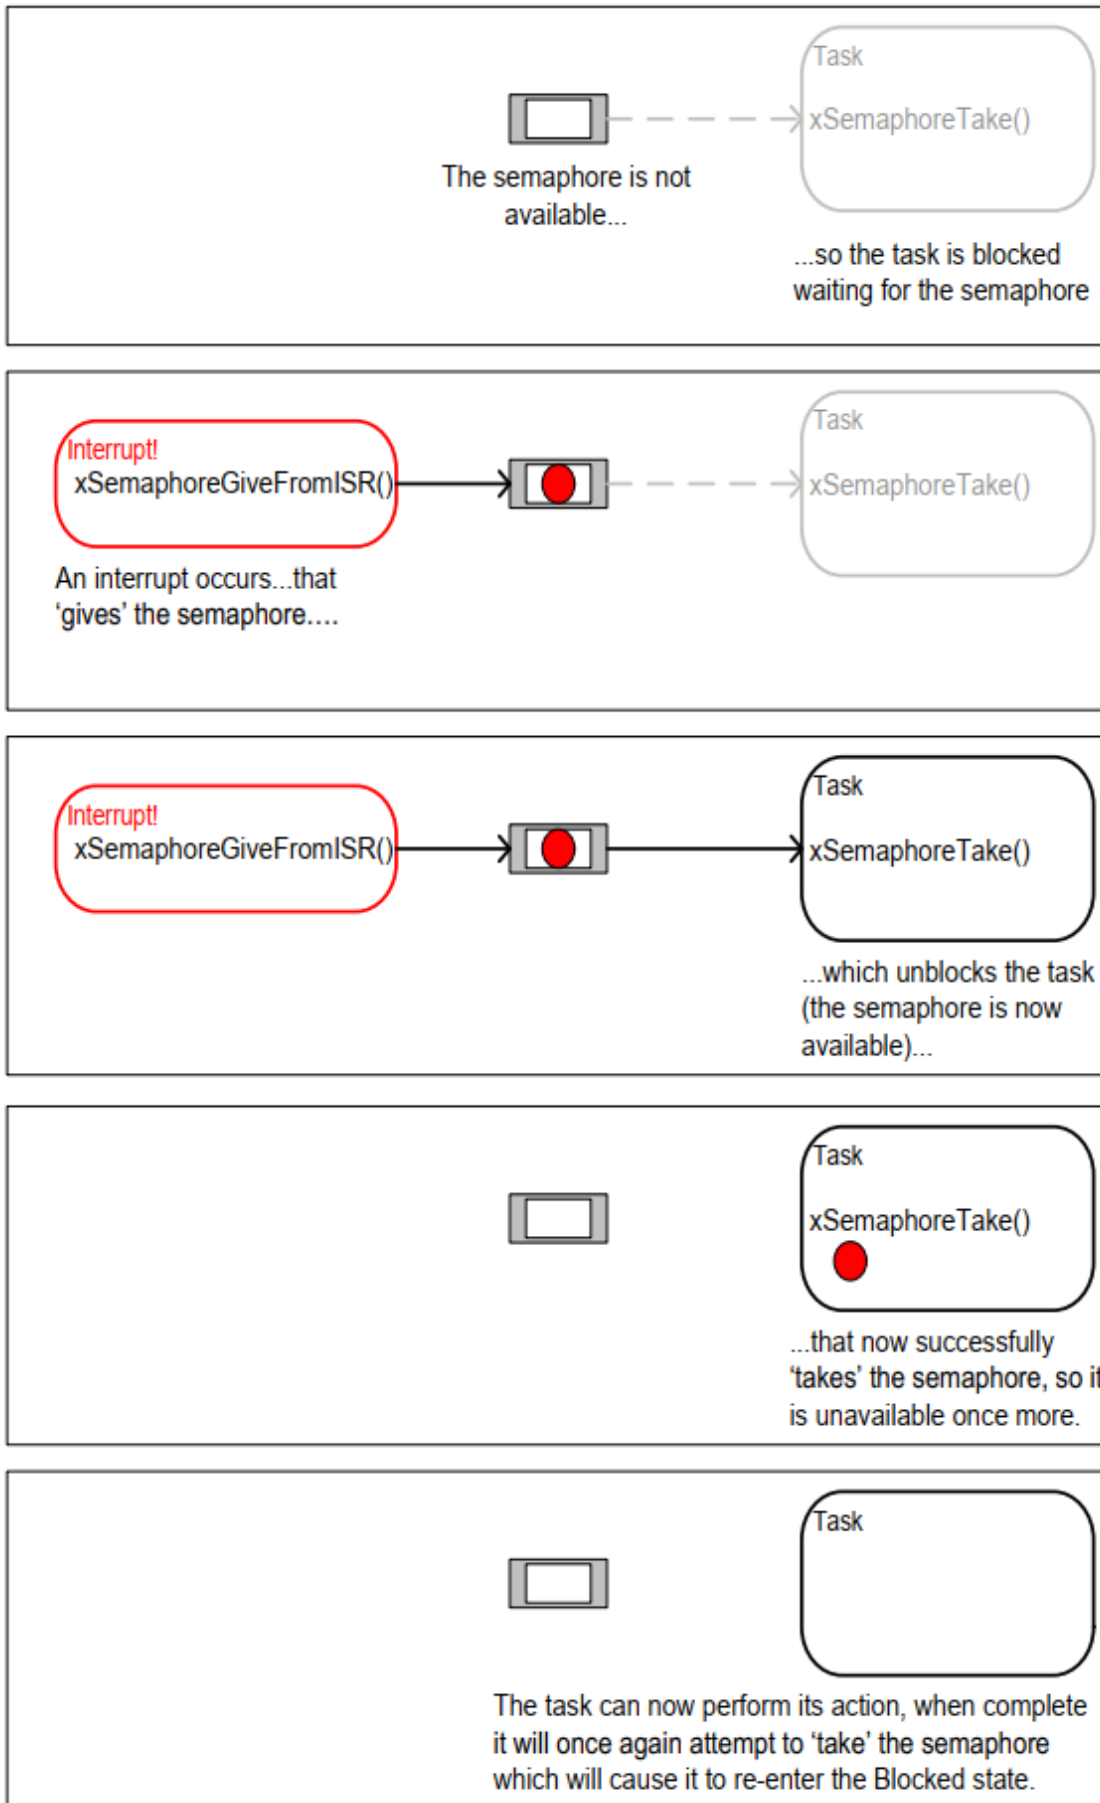 Task
xSemaphoreTake()
The semaphore is not
available...
...so the task is blocked
waiting for the semaphore
Interrupt!
xSemaphoreGiveFromISR()
Task
xSemaphoreTake()
An interrupt occurs...that
‘gives’ the semaphore....
Interrupt!
xSemaphoreGiveFromISR()
Task
xSemaphoreTake()
...which unblocks the task
(the semaphore is now
available)...
Task
xSemaphoreTake()
...that now successfully
‘takes’ the semaphore, so it
is unavailable once more.
Task
The task can now perform its action, when complete
it will once again attempt to ‘take’ the semaphore
which will cause it to re-enter the Blocked state.